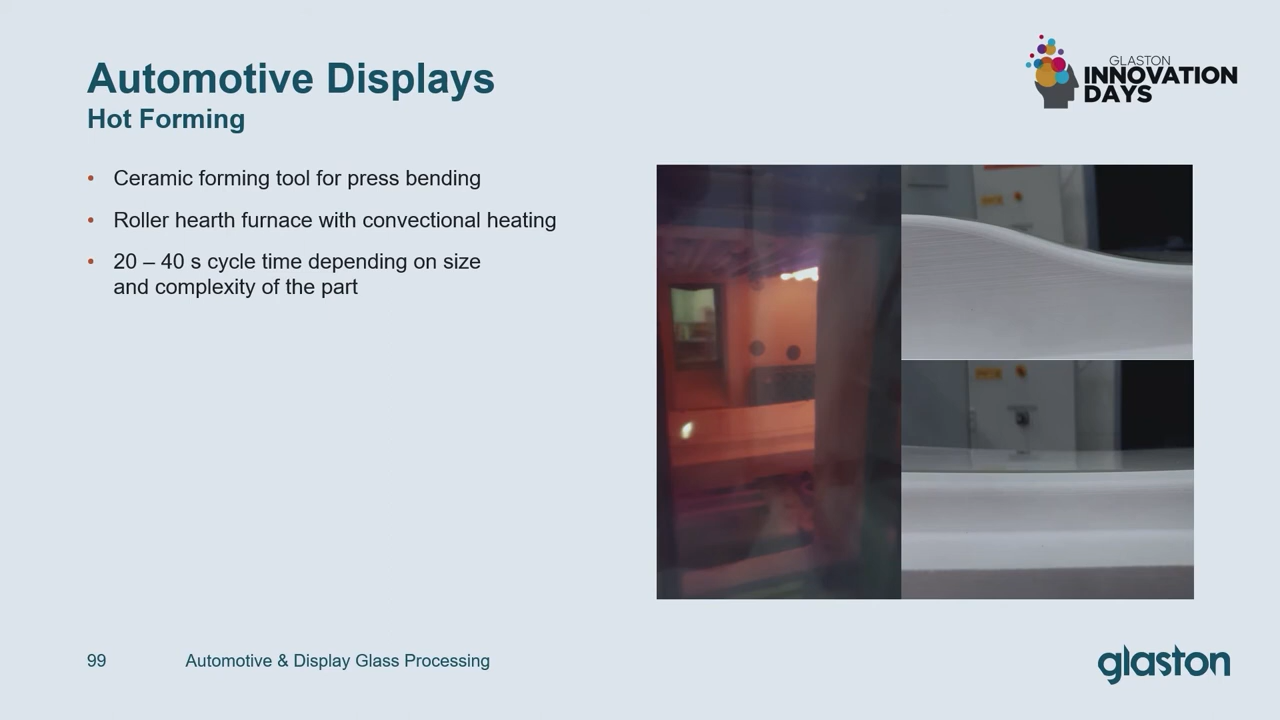 Automotive Displays
Hot Forming
GLASTON
INNOVATION
DAYS
• Ceramic forming tool for press bending
• Roller hearth furnace with convectional heating
• 20 – 40 s cycle time depending on size
and complexity of the part
99
Automotive & Display Glass Processing
glaston